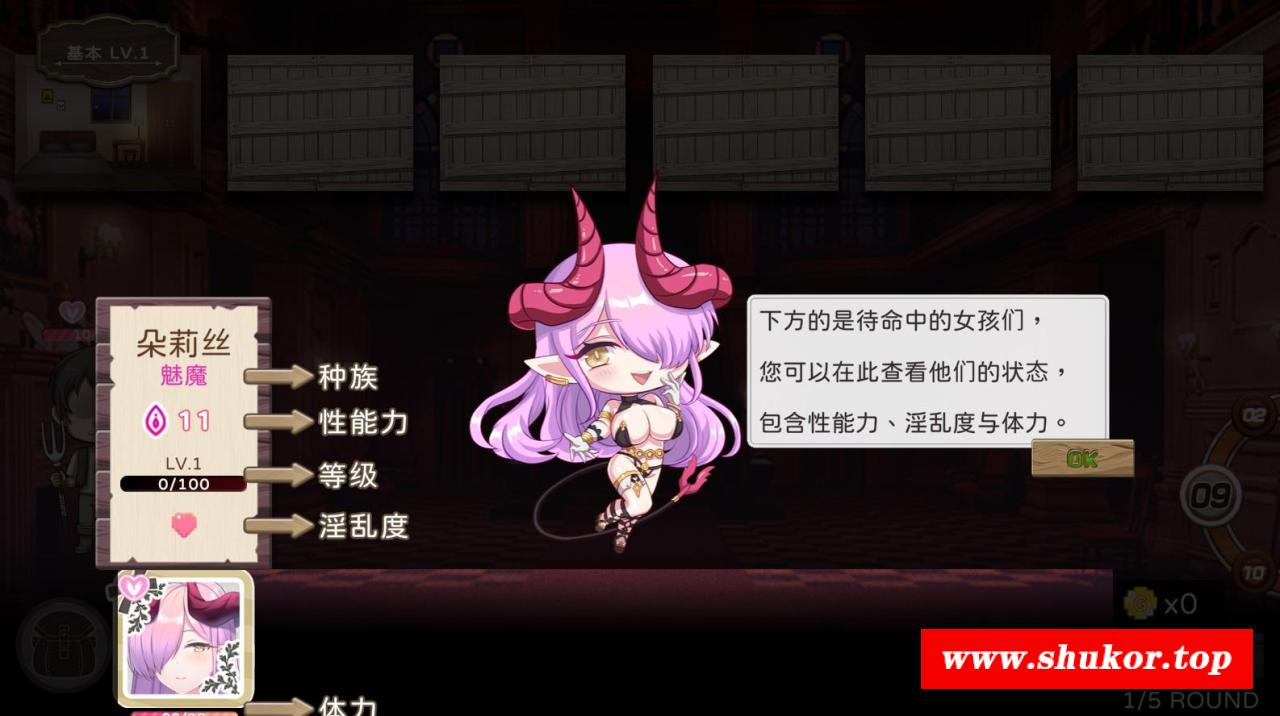 基本 LV.1
朵莉丝
魅魔
11
LV.1
0/100
种族
性能力
等级
淫乱度
体力
下方的是待命中的女孩们，
您可以在此查看他们的状态，
包含性能力、淫乱度与体力。
OK
02
09
10
x0
www.shukor.top
1/5 ROUND